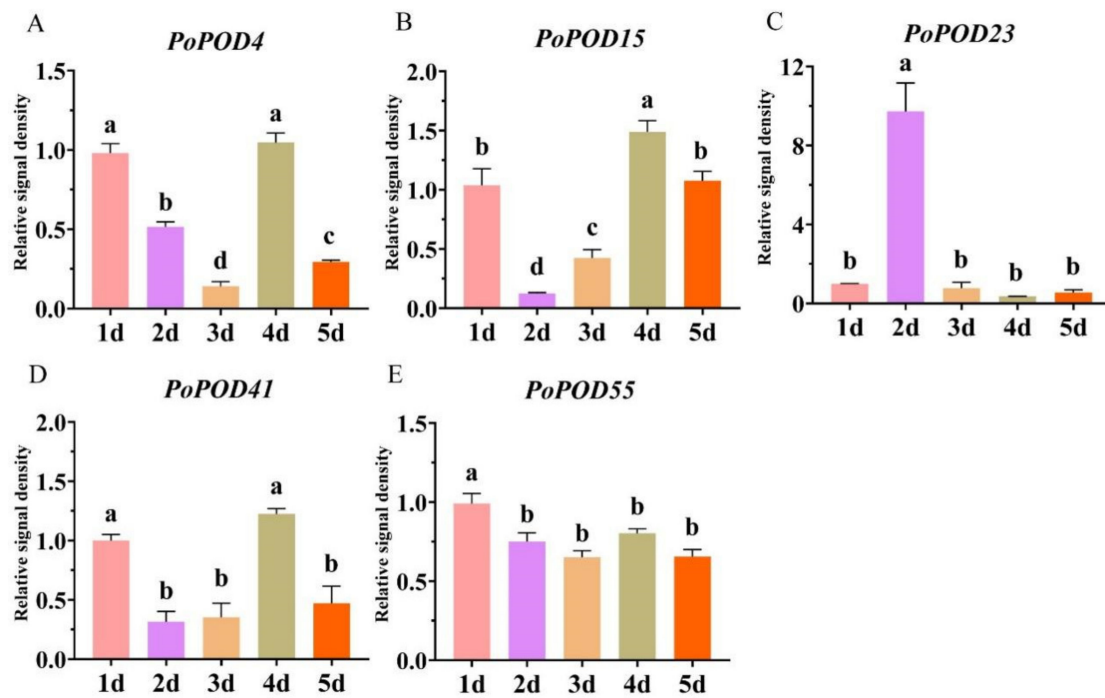 A
PoPOD4
Relative signal density
1.5
1.0
0.5
0.0
a
b
d
a
c
1d 2d 3d 4d 5d
B
PoPOD15
Relative signal density
2.0
1.5
1.0
0.5
0.0
b
d
c
a
b
1d 2d 3d 4d 5d
C
PoPOD23
Relative signal density
12
8
4
0
b
a
b
b
b
1d 2d 3d 4d 5d
D
PoPOD41
Relative signal density
2.0
1.5
1.0
0.5
0.0
a
b
b
a
b
1d 2d 3d 4d 5d
E
PoPOD55
Relative signal density
1.5
1.0
0.5
0.0
a
b
b
b
b
1d 2d 3d 4d 5d